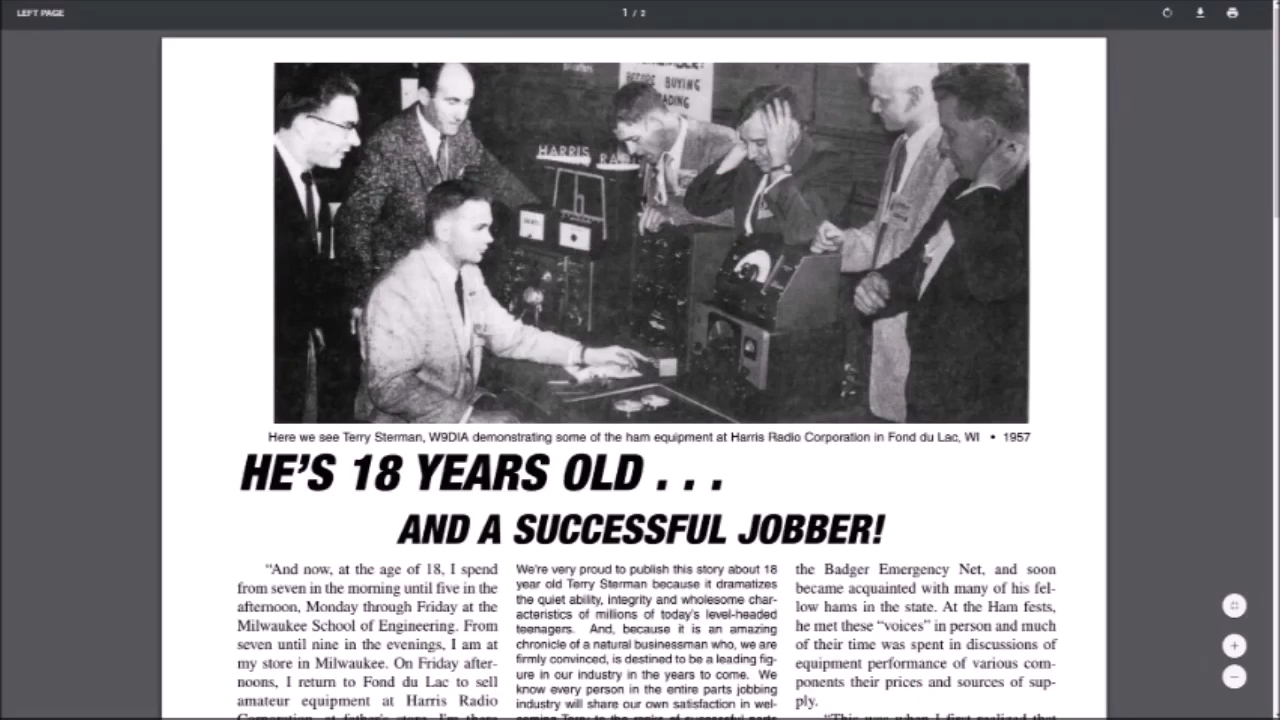 LEFT PAGE
1 / 2
BEFORE BUYING
HARRIS
Here we see Terry Sterman, W9DIA demonstrating some of the ham equipment at Harris Radio Corporation in Fond du Lac, WI • 1957
HE'S 18 YEARS OLD . . .
AND A SUCCESSFUL JOBBER!
“And now, at the age of 18, I spend
from seven in the morning until five in the
afternoon, Monday through Friday at the
Milwaukee School of Engineering. From
seven until nine in the evenings, I am at
my store in Milwaukee. On Friday after-
noons, I return to Fond du Lac to sell
amateur equipment at Harris Radio
We're very proud to publish this story about 18
year old Terry Sterman because it dramatizes
the quiet ability, integrity and wholesome char-
acteristics of millions of today's level-headed
teenagers. And, because it is an amazing
chronicle of a natural businessman who, we are
firmly convinced, is destined to be a leading fig-
ure in our industry in the years to come. We
know every person in the entire parts jobbing
industry will share our own satisfaction in wel-
the Badger Emergency Net, and soon
became acquainted with many of his fel-
low hams in the state. At the Ham fests,
he met these “voices” in person and much
of their time was spent in discussions of
equipment performance of various com-
ponents their prices and sources of sup-
ply.